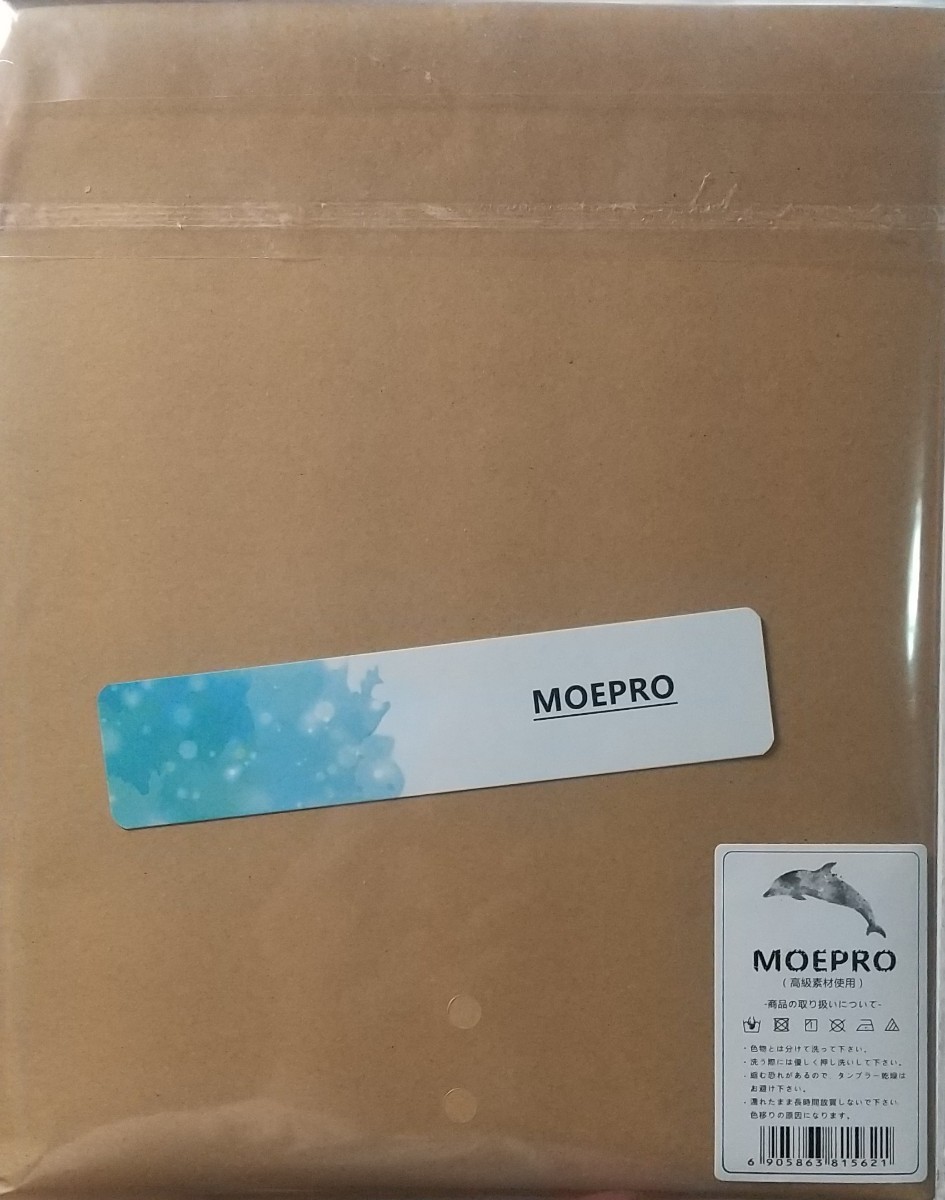 MOEPRO
MOEPRO
(高級素材使用)
-商品の取り扱いについて-
・色物とは分けて洗って下さい。
・洗う際には優しく押し洗いして下さい。
・縮む恐れがあるので、タンブラー乾燥は
お避け下さい。
・濡れたまま長時間放置しないで下さい
色移りの原因になります。
6 905863 815621